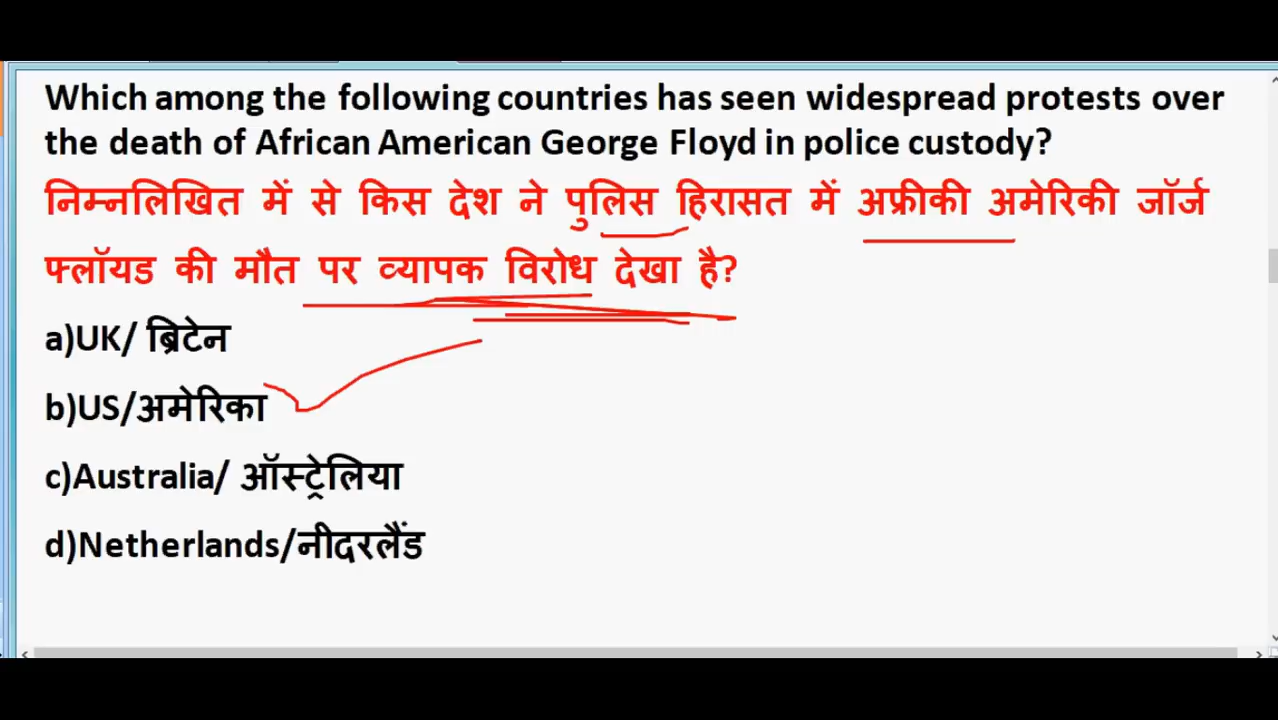 Which among the following countries has seen widespread protests over
the death of African American George Floyd in police custody?
निम्नलिखित में से किस देश ने पुलिस हिरासत में अफ्रीकी अमेरिकी जॉर्ज
फ्लॉयड की मौत पर व्यापक विरोध देखा है?
a)UK/ ब्रिटेन
b)US/अमेरिका
c)Australia/ ऑस्ट्रेलिया
d)Netherlands/नीदरलैंड